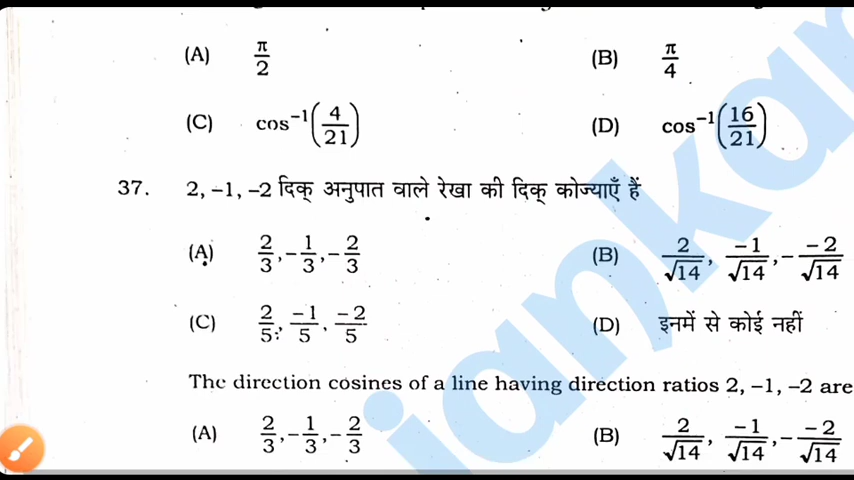 (A) π/2 (B) π/4
(C) cos⁻¹(4/21) (D) cos⁻¹(16/21)
37. 2, –1, –2 दिक् अनुपात वाले रेखा की दिक् कोज्याएँ हैं
(A) 2/3, –1/3, –2/3 (B) 2/√14, –1/√14, – –2/√14
(C) 2/5, –1/5, –2/5 (D) इनमें से कोई नहीं
The direction cosines of a line having direction ratios 2, –1, –2 are
(A) 2/3, –1/3, –2/3 (B) 2/√14, –1/√14, – –2/√14